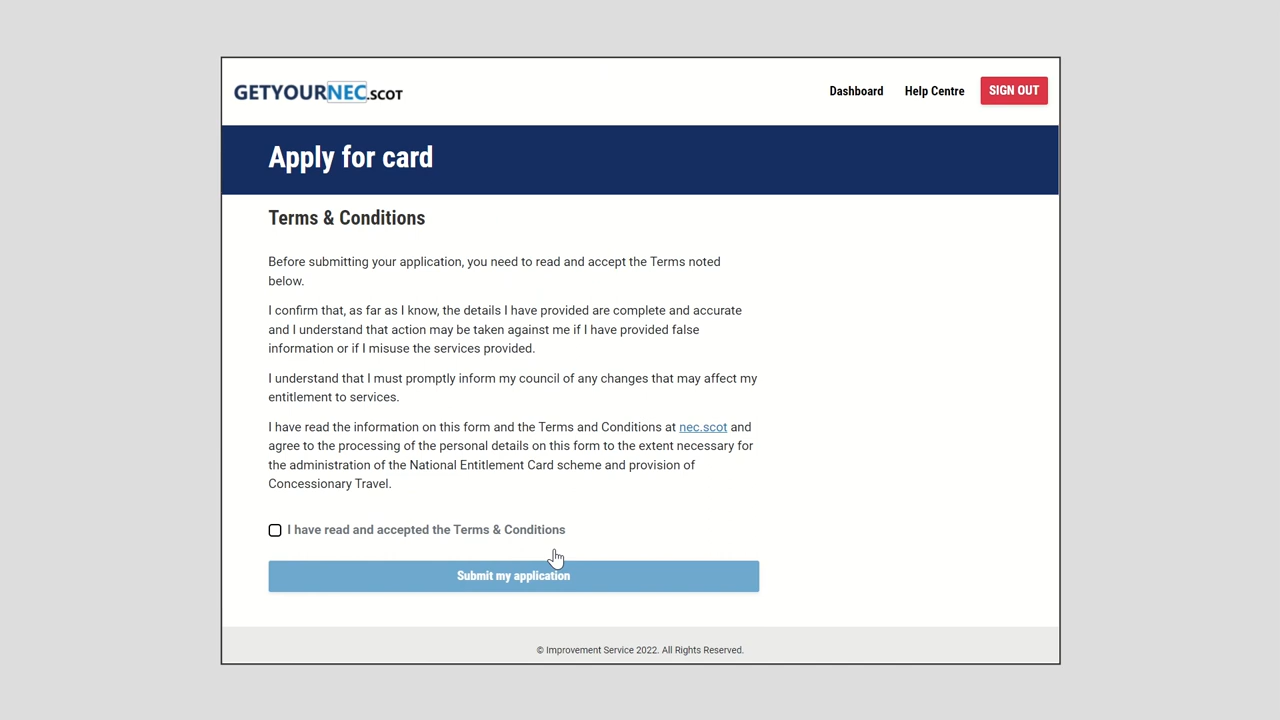 GETYOURNEC.SCOT
Dashboard
Help Centre
SIGN OUT
Apply for card
Terms & Conditions
Before submitting your application, you need to read and accept the Terms noted
below.
I confirm that, as far as I know, the details I have provided are complete and accurate
and I understand that action may be taken against me if I have provided false
information or if I misuse the services provided.
I understand that I must promptly inform my council of any changes that may affect my
entitlement to services.
I have read the information on this form and the Terms and Conditions at nec.scot and
agree to the processing of the personal details on this form to the extent necessary for
the administration of the National Entitlement Card scheme and provision of
Concessionary Travel.
I have read and accepted the Terms & Conditions
Submit my application
© Improvement Service 2022. All Rights Reserved.